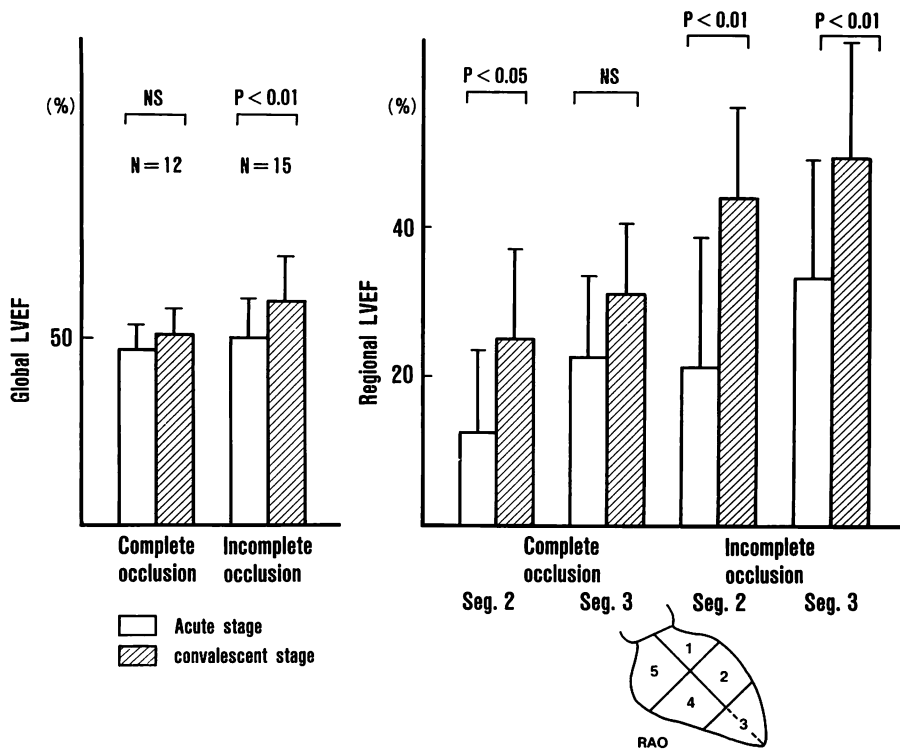 (%)
NS
P < 0.01
N = 12
N = 15
Global LVEF
50
Complete
occlusion
Incomplete
occlusion
Acute stage
convalescent stage
(%)
P < 0.05
NS
P < 0.01
P < 0.01
Regional LVEF
40
20
Complete
occlusion
Incomplete
occlusion
Seg. 2
Seg. 3
Seg. 2
Seg. 3
1
5
2
4
3
RAO